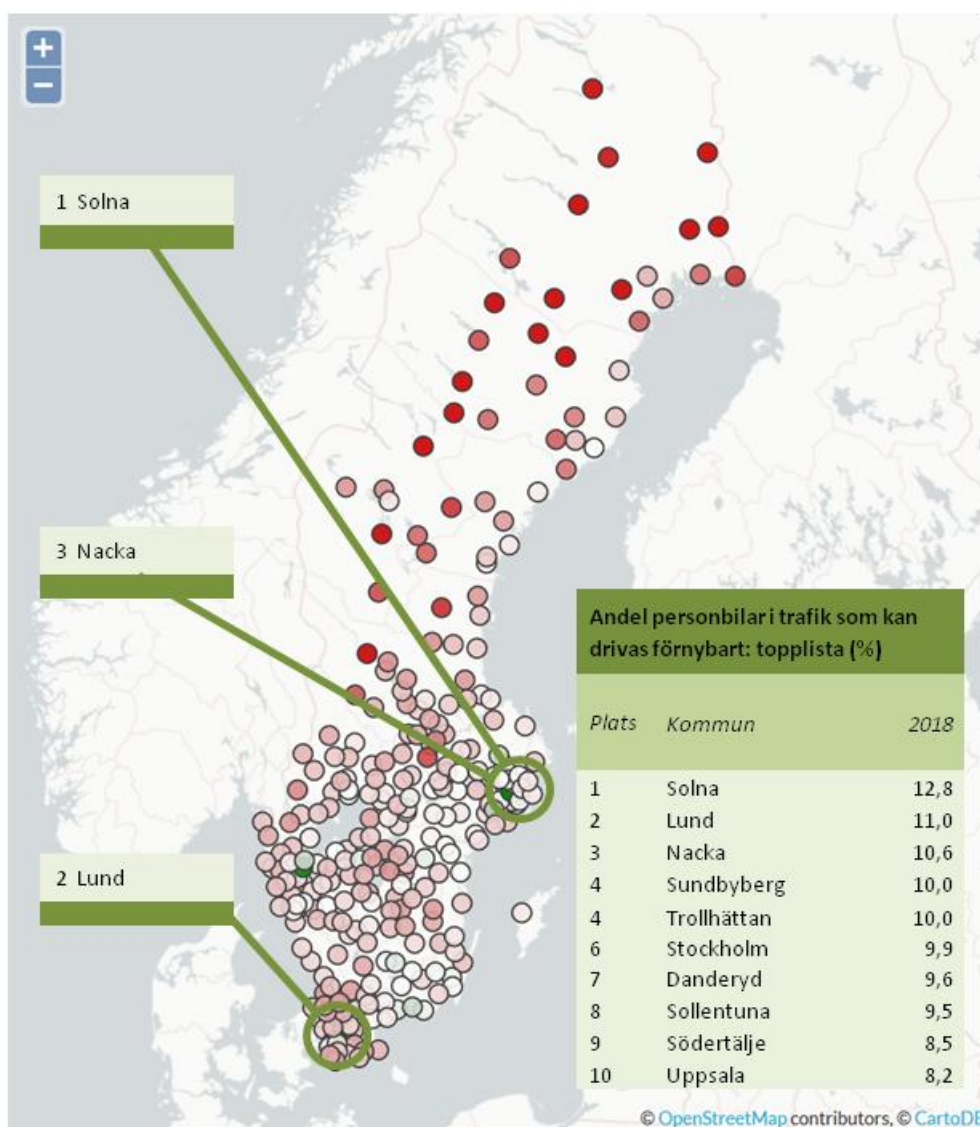 +
−
1 Solna
3 Nacka
2 Lund
Andel personbilar i trafik som kan
drivas förnybart: topplista (%)
Plats Kommun 2018
1 Solna 12,8
2 Lund 11,0
3 Nacka 10,6
4 Sundbyberg 10,0
4 Trollhättan 10,0
6 Stockholm 9,9
7 Danderyd 9,6
8 Sollentuna 9,5
9 Södertälje 8,5
10 Uppsala 8,2
© OpenStreetMap contributors, © CartoDB